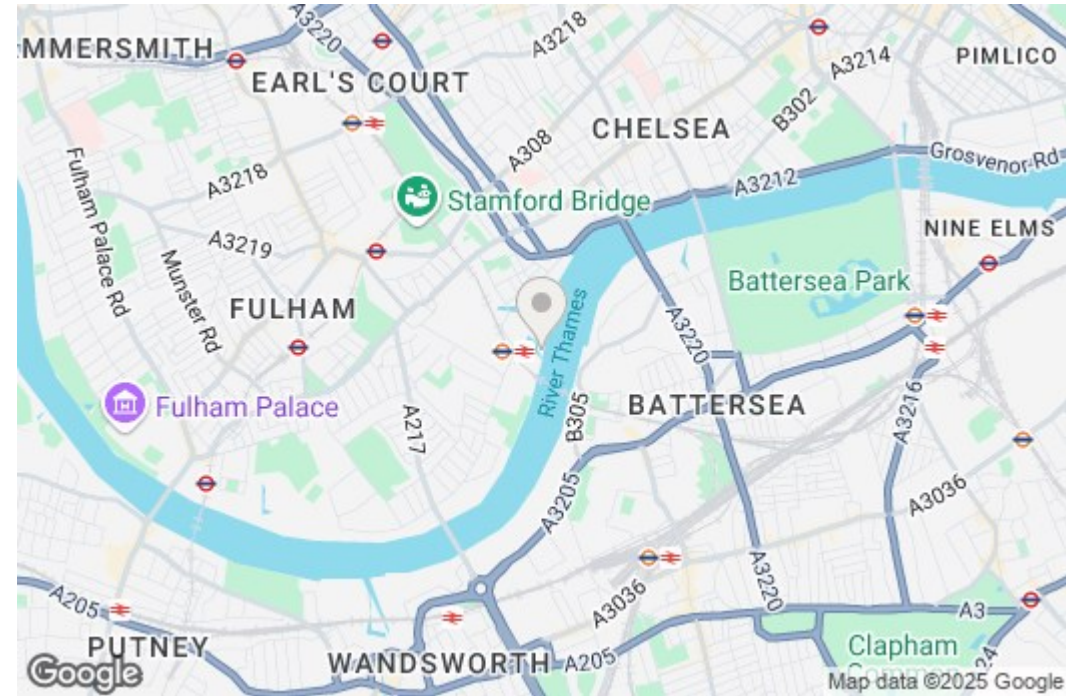 A3220
A3218
MMERSMITH
EARL'S COURT
A3214
PIMLICO
B302
CHELSEA
A308
Grosvenor Rd
Fulham Palace Rd
A3218
A3212
Stamford Bridge
A3219
NINE ELMS
Munster Rd
Battersea Park
FULHAM
River Thames
A3220
Fulham Palace
A217
B305
BATTERSEA
A3216
A3205
A3036
A3220
A3036
A205
A3
PUTNEY
WANDSWORTH
A205
Clapham
Common
24
Google
Map data ©2025 Google